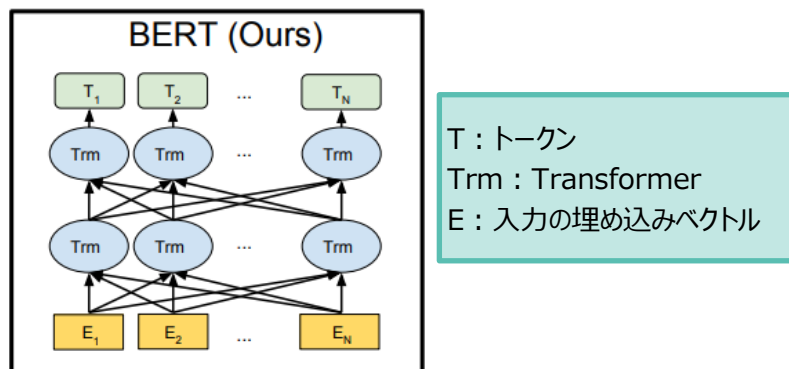 BERT (Ours)
T1 T2 ... TN
Trm Trm ... Trm
Trm Trm ... Trm
E1 E2 ... EN
T：トークン
Trm：Transformer
E：入力の埋め込みベクトル